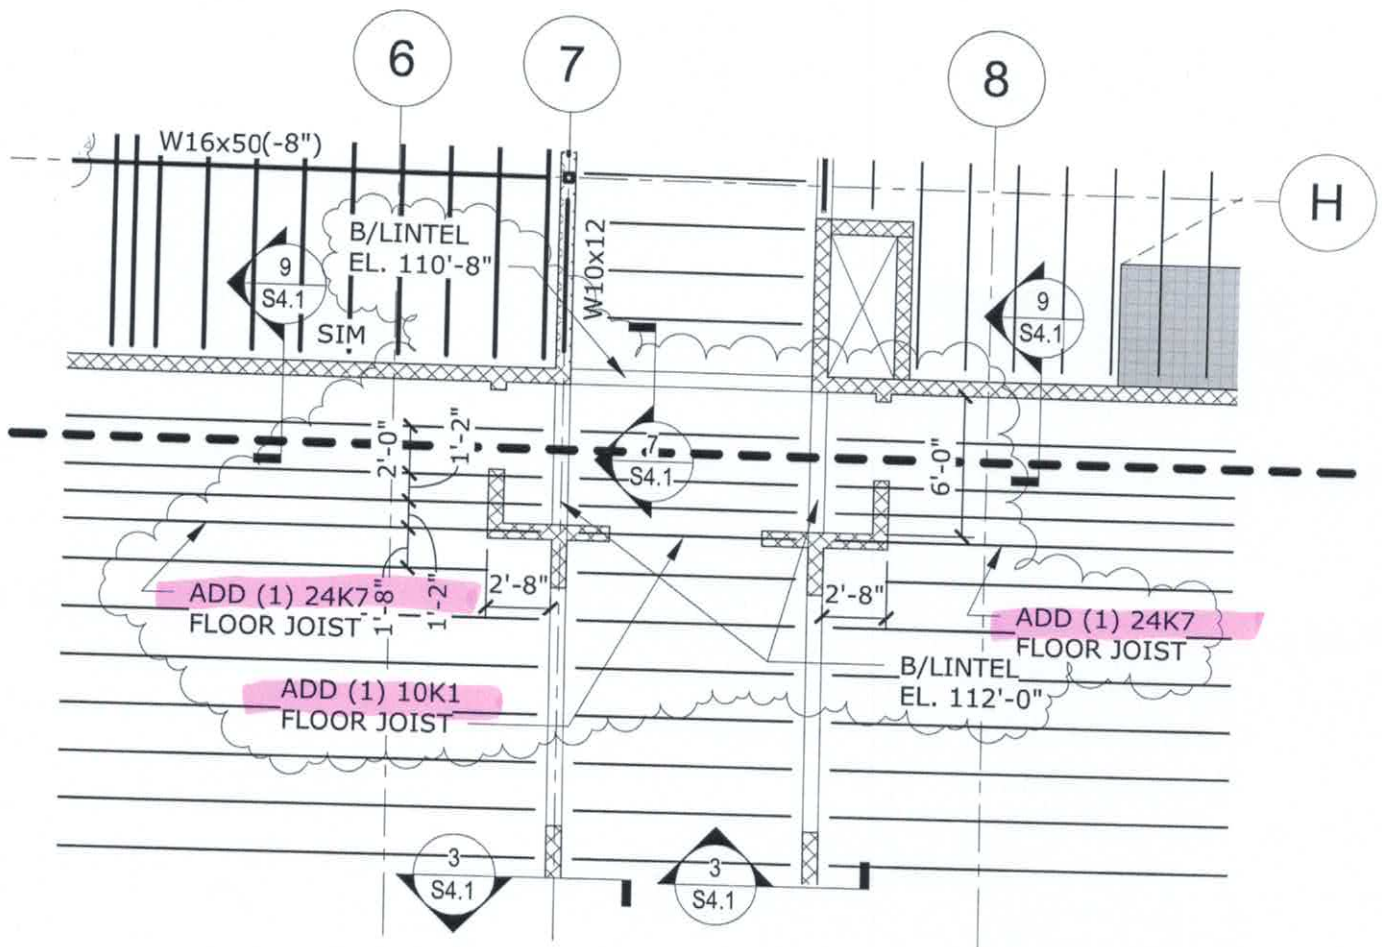 6
7
8
H
W16x50(-8")
B/LINTEL
EL. 110'-8"
W10x12
9
S4.1
SIM
9
S4.1
2'-0"
1'-2"
7
S4.1
6'-0"
2'-8"
2'-8"
1'-8"
1'-2"
ADD (1) 24K7
FLOOR JOIST
ADD (1) 24K7
FLOOR JOIST
B/LINTEL
EL. 112'-0"
ADD (1) 10K1
FLOOR JOIST
3
S4.1
3
S4.1